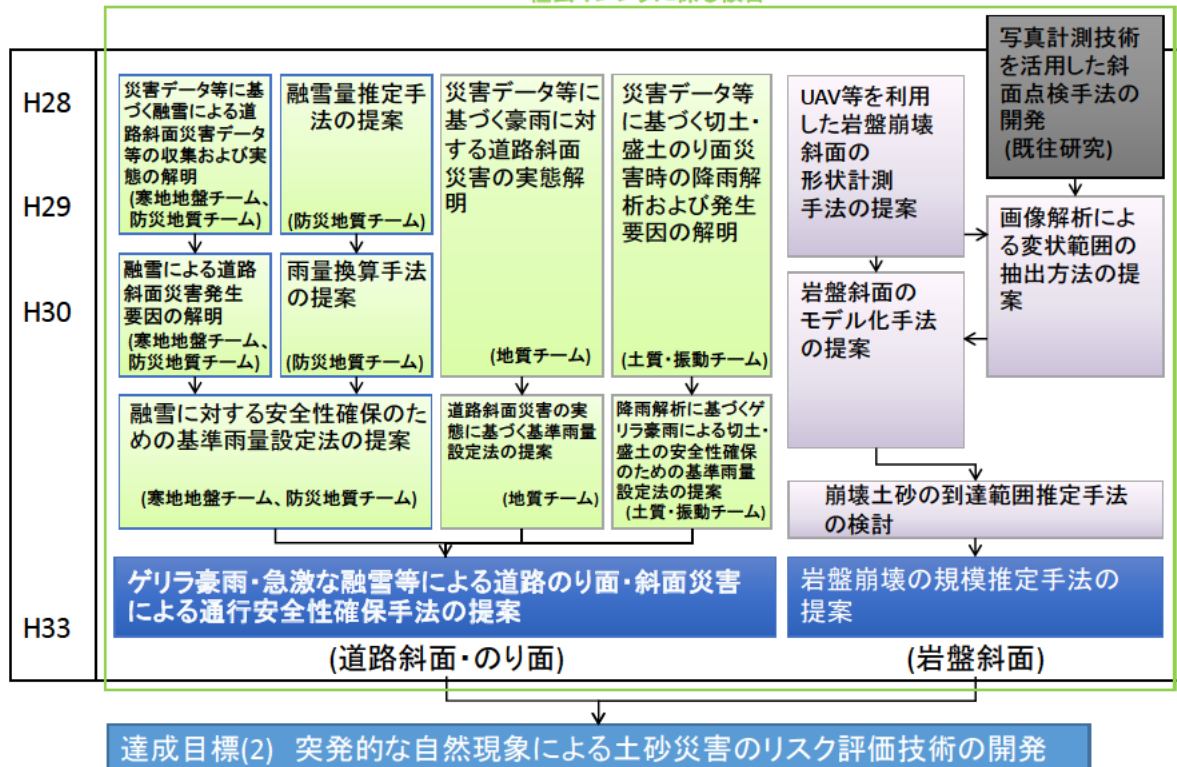 写真計測技術
を活用した斜
面点検手法の
開発
(既往研究)
H28
H29
H30
H33
災害データ等に基
づく融雪による道
路斜面災害データ
等の収集および実
態の解明
(寒地地盤チーム、
防災地質チーム)
融雪量推定手
法の提案
(防災地質チーム)
災害データ等に
基づく豪雨に対
する道路斜面
災害の実態解
明
(地質チーム)
災害データ等
に基づく切土・
盛土のり面災
害時の降雨解
析および発生
要因の解明
(土質・振動チーム)
UAV等を利用
した岩盤崩壊
斜面の
形状計測
手法の提案
画像解析によ
る変状範囲の
抽出方法の提
案
融雪による道路
斜面災害発生
要因の解明
(寒地地盤チーム、
防災地質チーム)
雨量換算手法
の提案
(防災地質チーム)
岩盤斜面の
モデル化手法
の提案
融雪に対する安全性確保のた
めの基準雨量設定法の提案
(寒地地盤チーム、防災地質チーム)
道路斜面災害の実
態に基づく基準雨量
設定法の提案
(地質チーム)
降雨解析に基づくゲ
リラ豪雨による切土・
盛土の安全性確保
のための基準雨量
設定法の提案
(土質・振動チーム)
崩壊土砂の到達範囲推定手法
の検討
ゲリラ豪雨・急激な融雪等による道路のり面・斜面災害
による通行安全性確保手法の提案
岩盤崩壊の規模推定手法の
提案
(道路斜面・のり面)
(岩盤斜面)
達成目標(2) 突発的な自然現象による土砂災害のリスク評価技術の開発